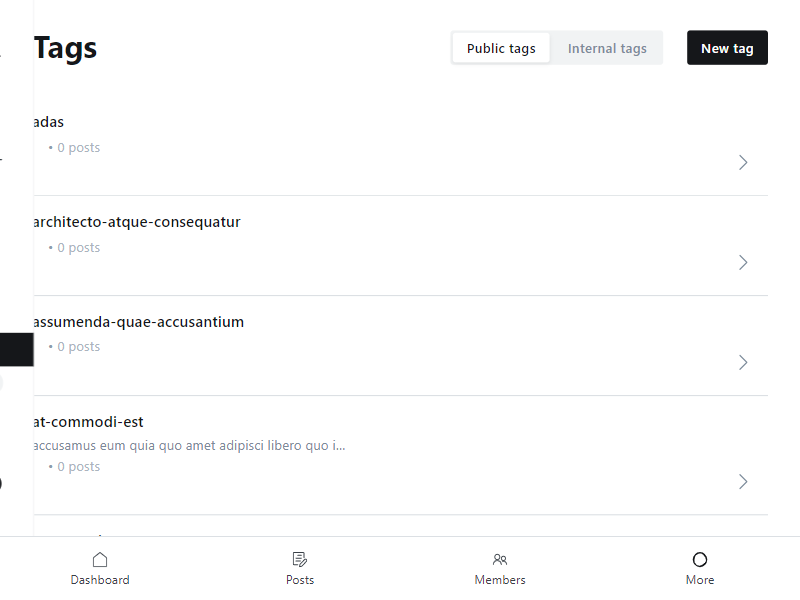 Tags
Public tags
Internal tags
New tag
adas
• 0 posts
architecto-atque-consequatur
• 0 posts
assumenda-quae-accusantium
• 0 posts
at-commodi-est
accusamus eum quia quo amet adipisci libero quo i...
• 0 posts
Dashboard
Posts
Members
More